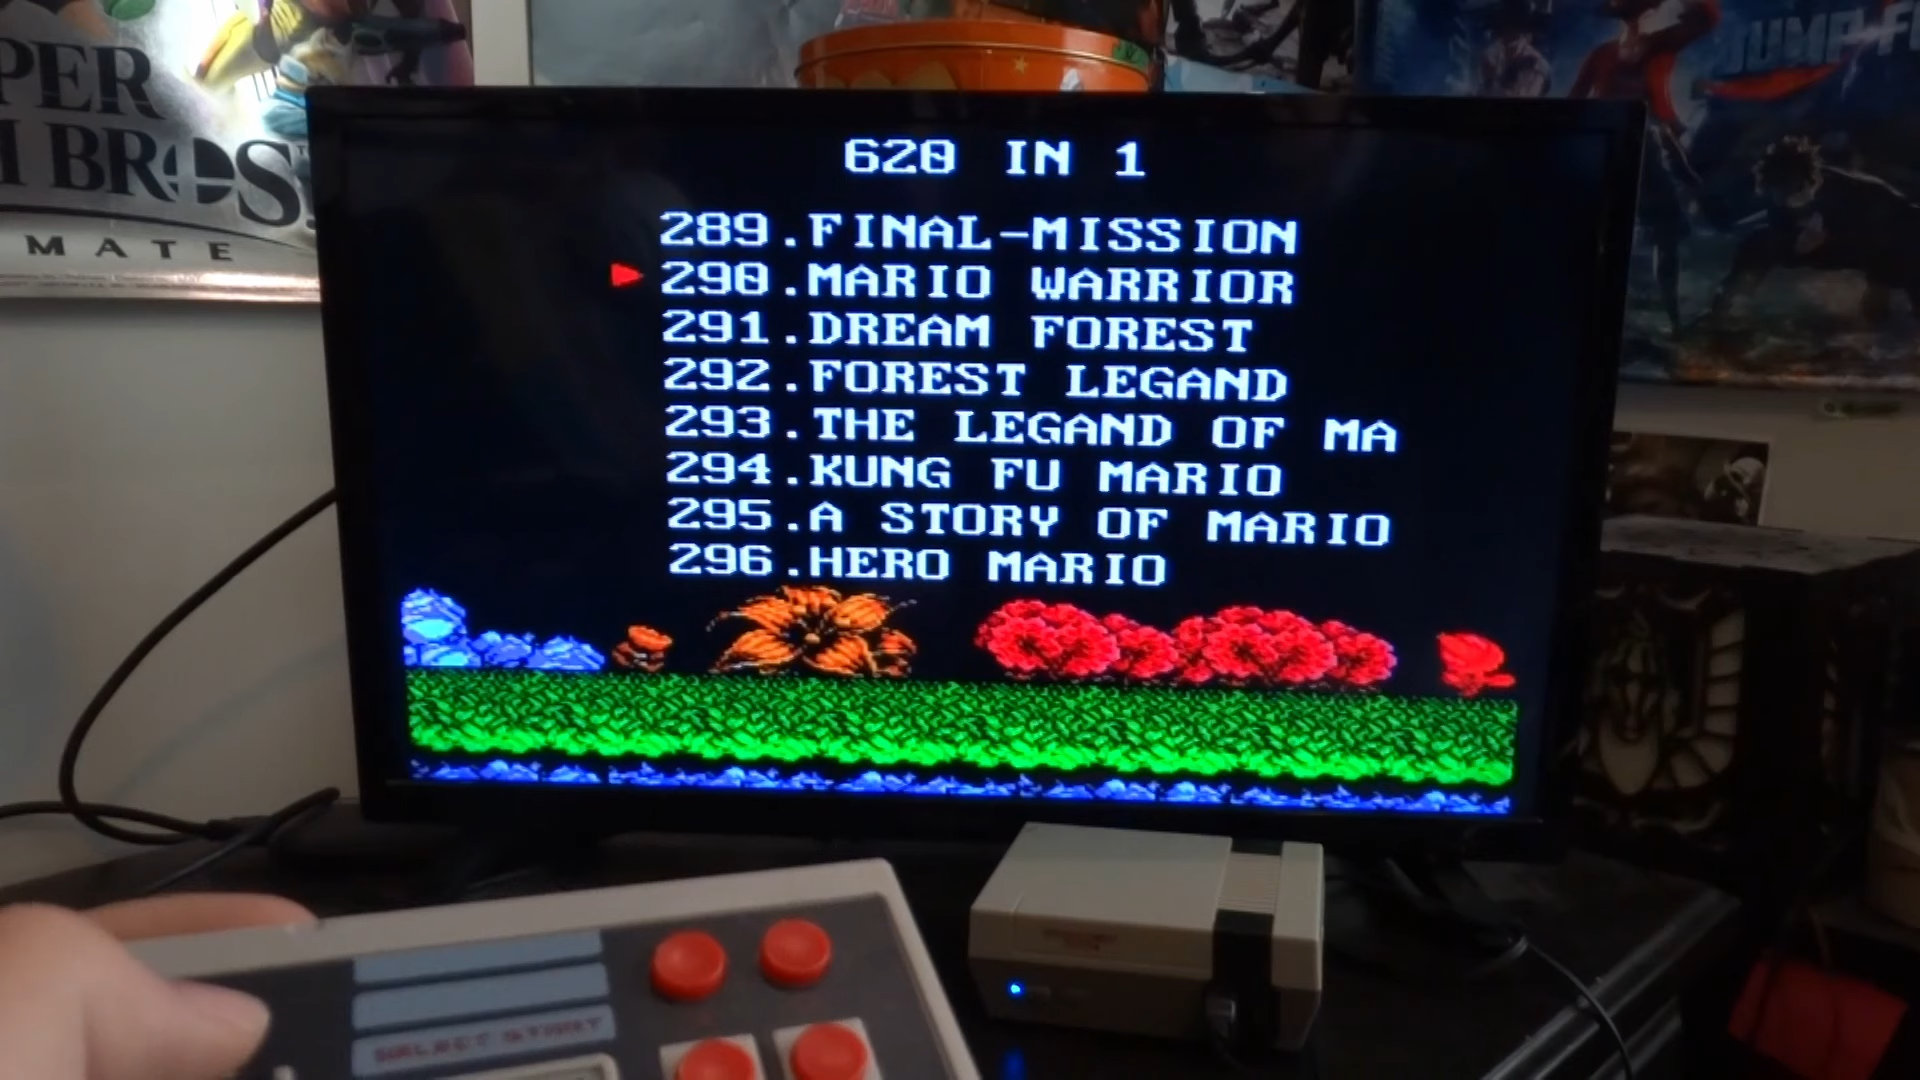 PER
H BROS
MATE
JUMP F
620 IN 1
289.FINAL-MISSION
290.MARIO WARRIOR
291.DREAM FOREST
292.FOREST LEGAND
293.THE LEGAND OF MA
294.KUNG FU MARIO
295.A STORY OF MARIO
296.HERO MARIO
SELECT START